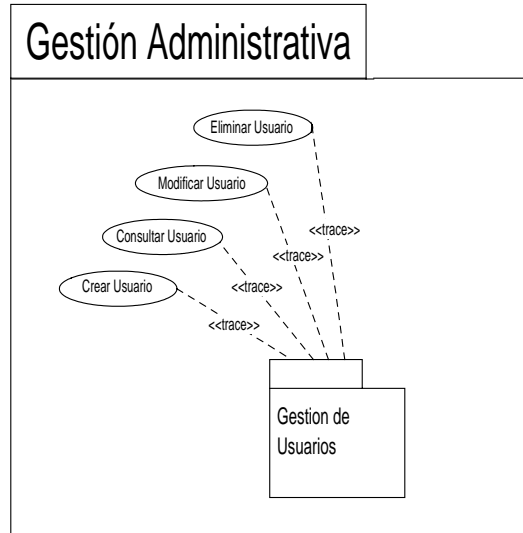 Gestión Administrativa
Eliminar Usuario
Modificar Usuario
<<trace>>
Consultar Usuario
<<trace>>
Crear Usuario
<<trace>>
<<trace>>
Gestion de
Usuarios